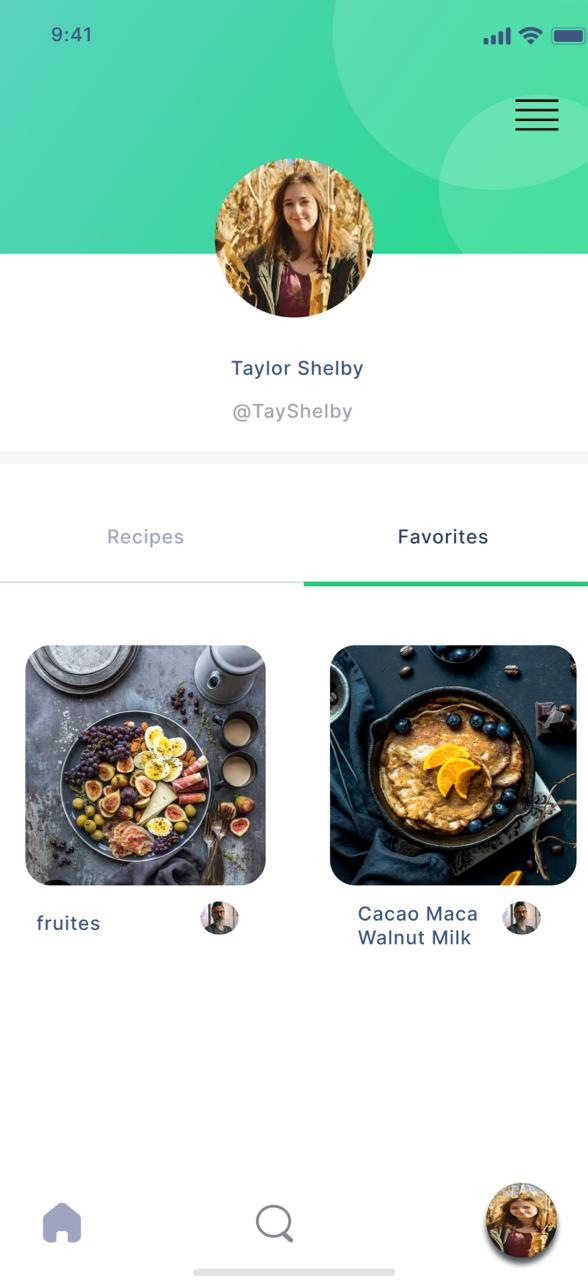 9:41
Taylor Shelby
@TayShelby
Recipes
Favorites
fruites
Cacao Maca
Walnut Milk